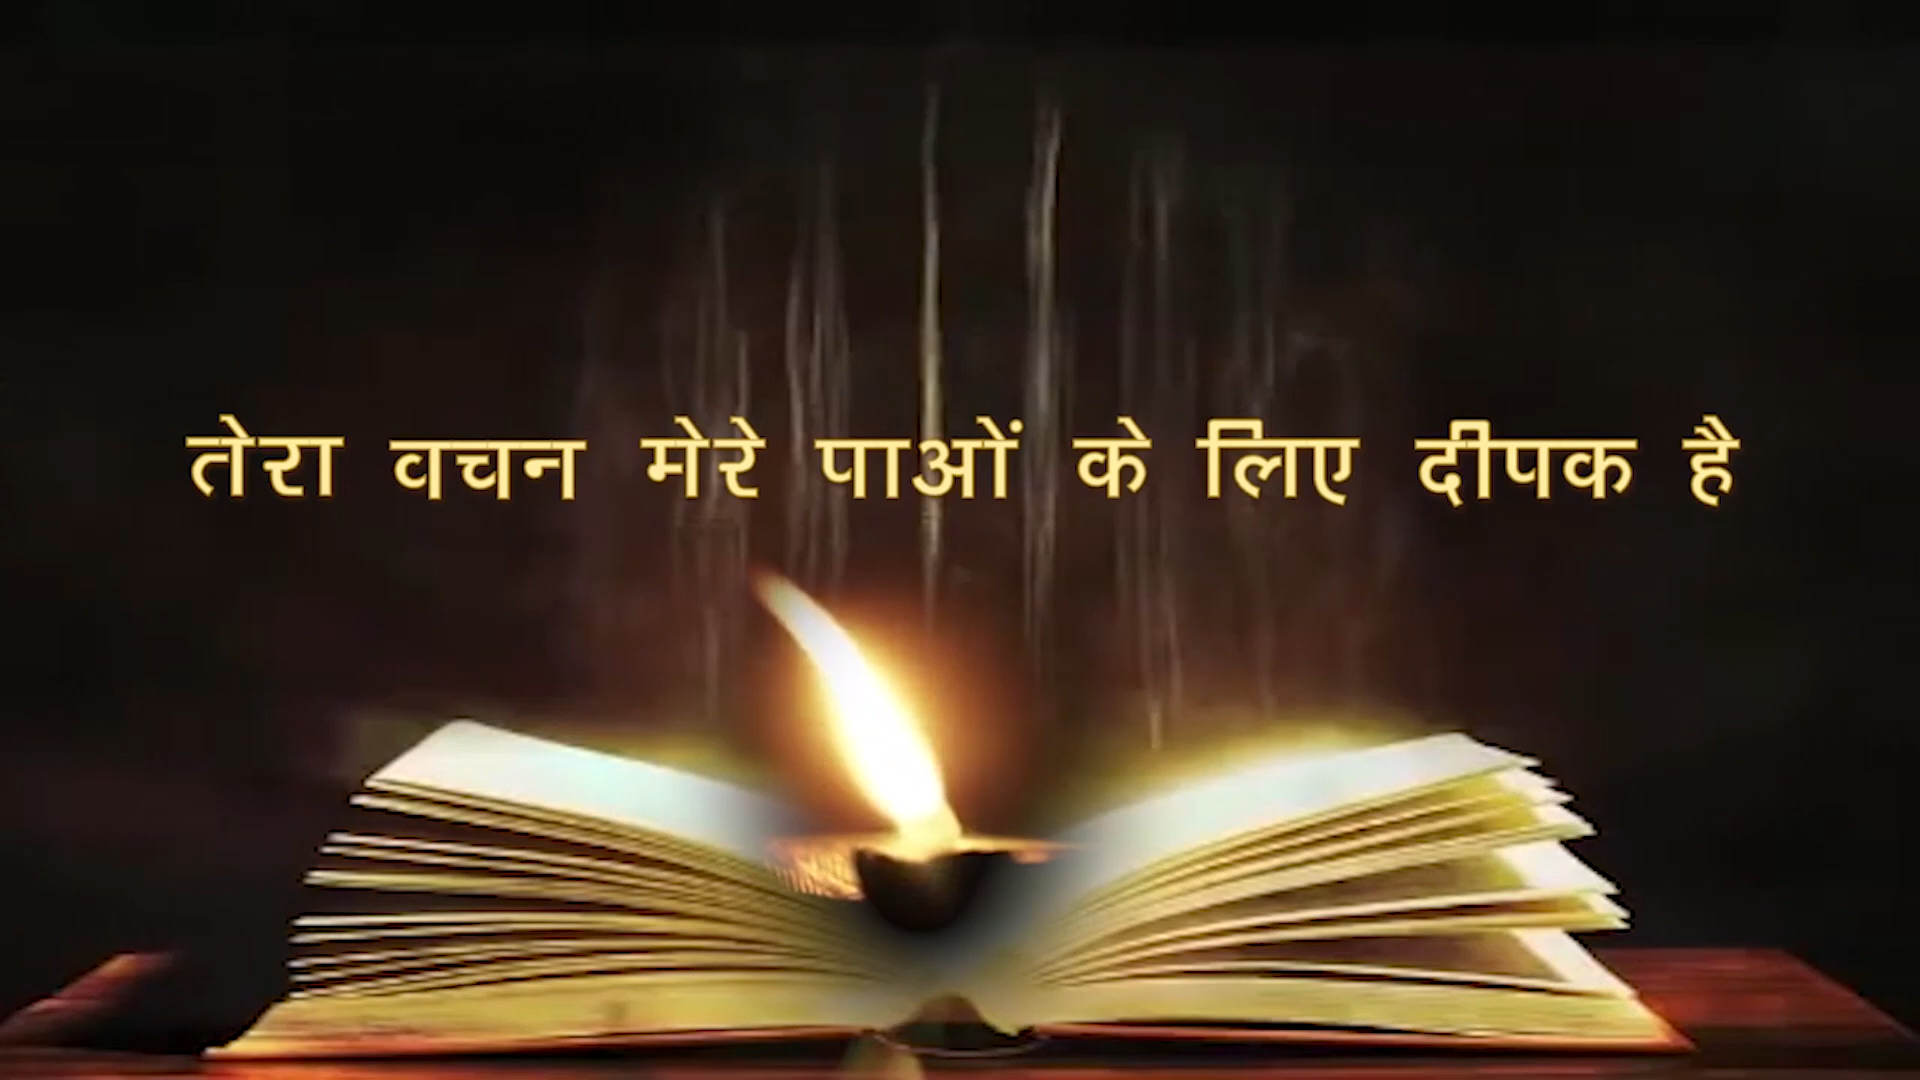 तेरा वचन मेरे पाओं के लिए दीपक है